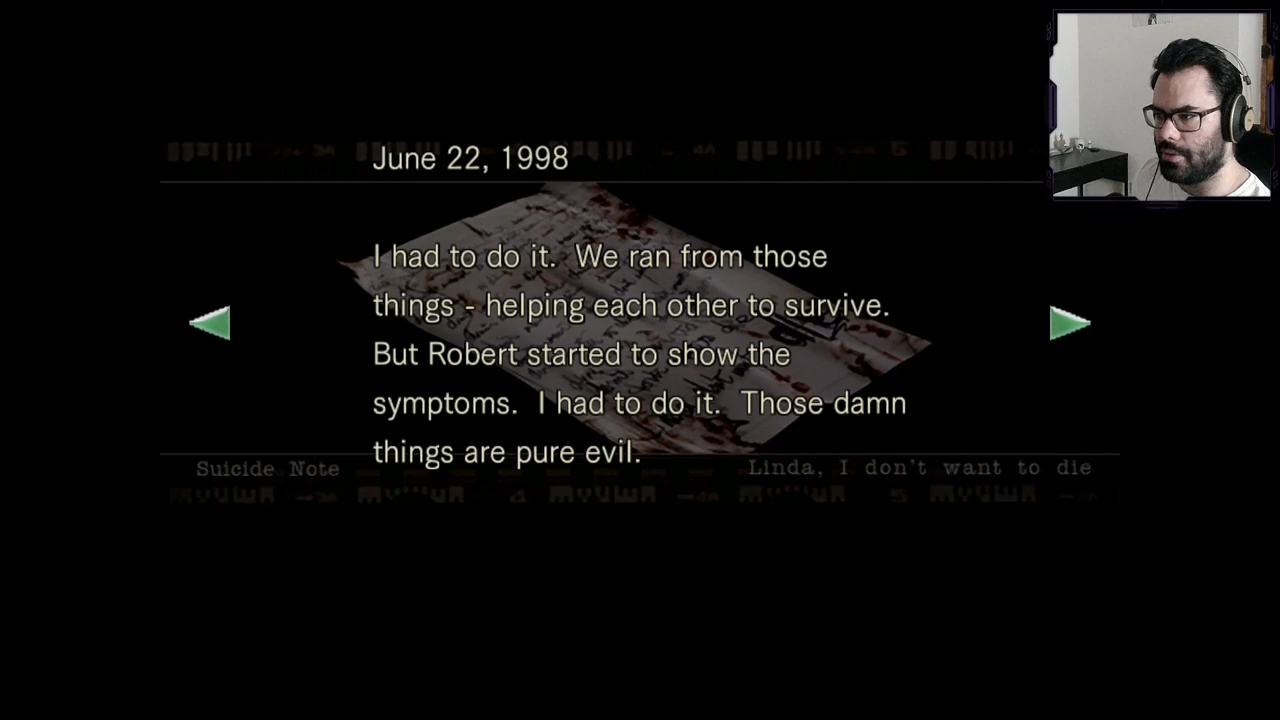 June 22, 1998
I had to do it.  We ran from those
things - helping each other to survive.
But Robert started to show the
symptoms.  I had to do it.  Those damn
things are pure evil.
Suicide Note
Linda, I don't want to die